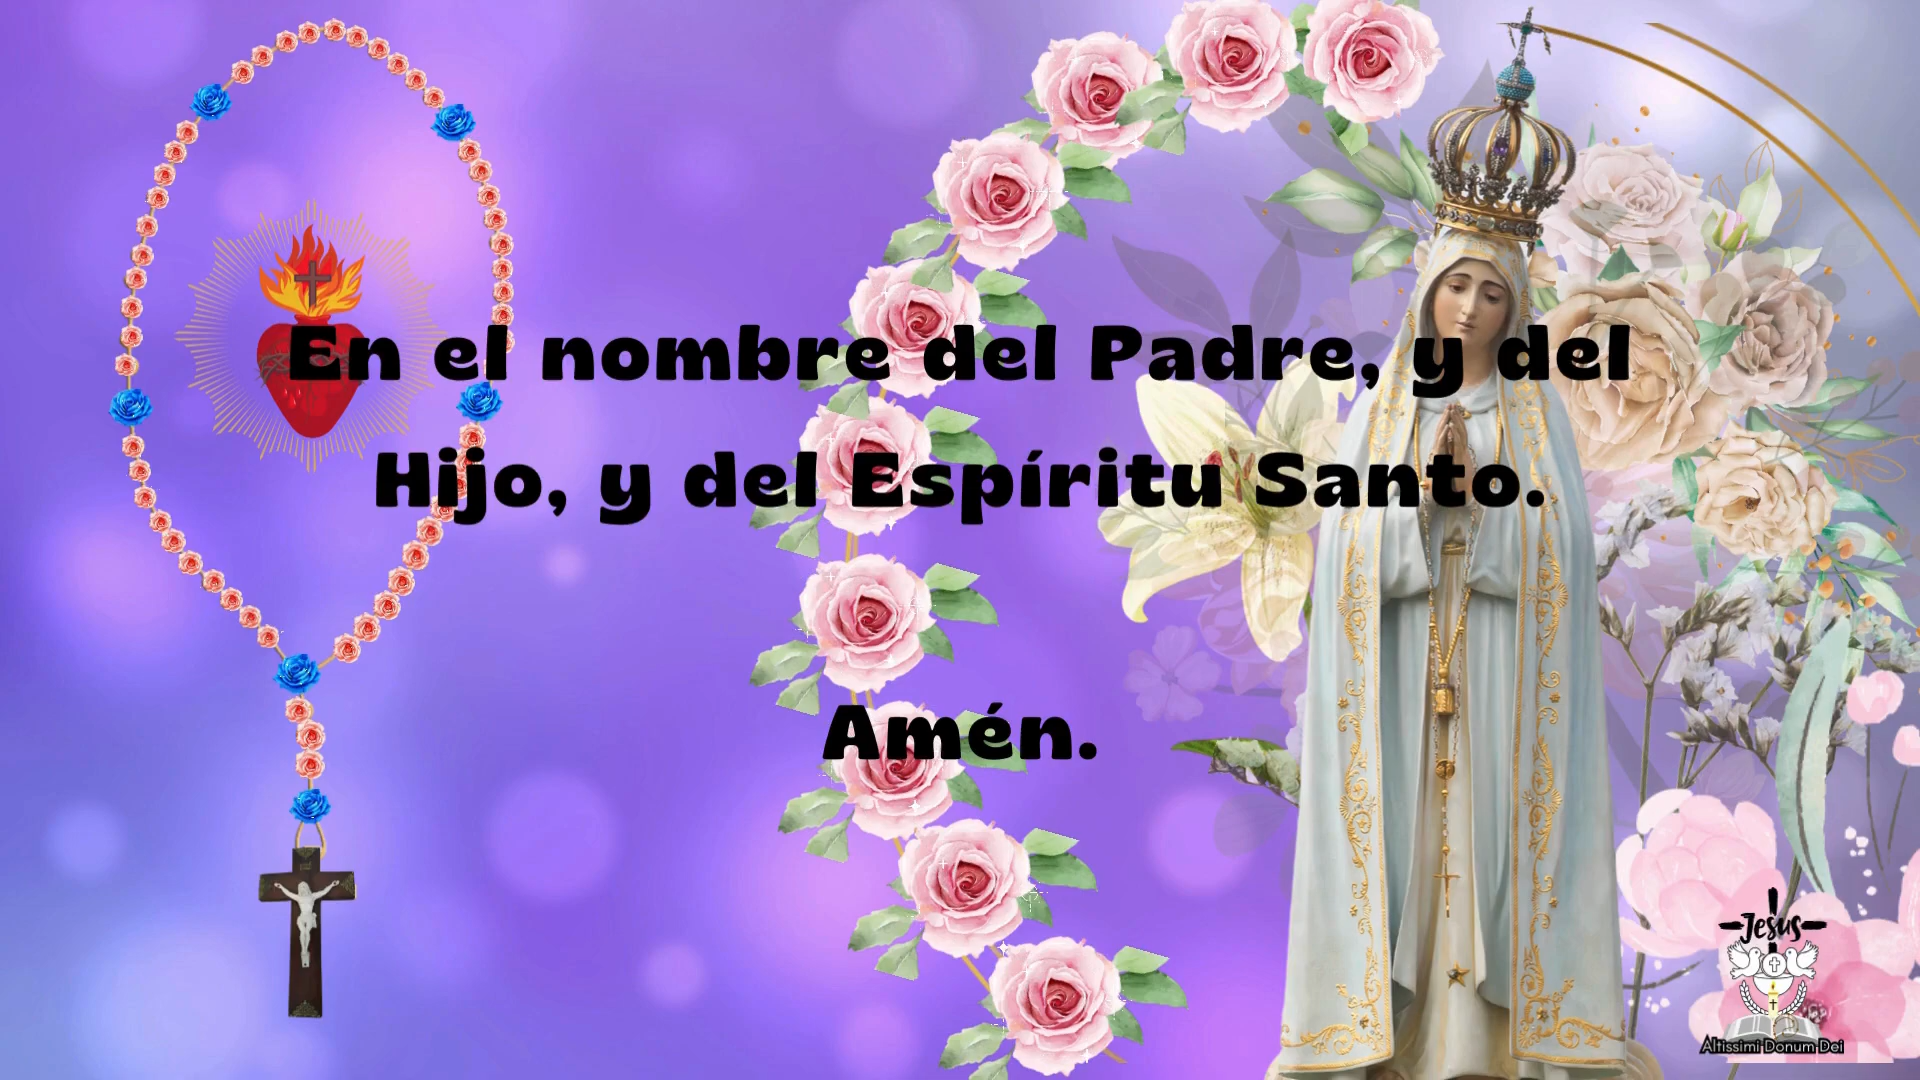 En el nombre del Padre, y del
Hijo, y del Espíritu Santo.
Amén.
Jesus
Altissimi Donum Dei